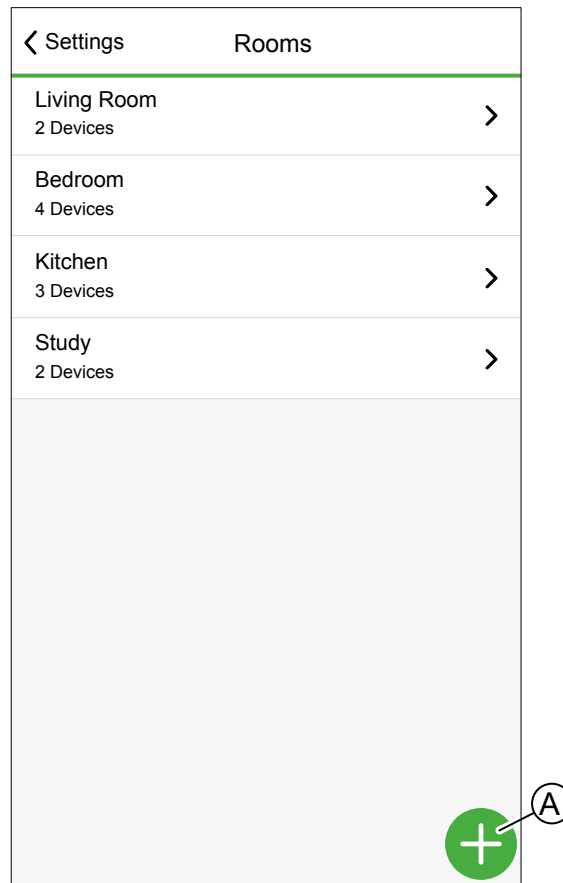 Settings Rooms
Living Room
2 Devices
Bedroom
4 Devices
Kitchen
3 Devices
Study
2 Devices
A